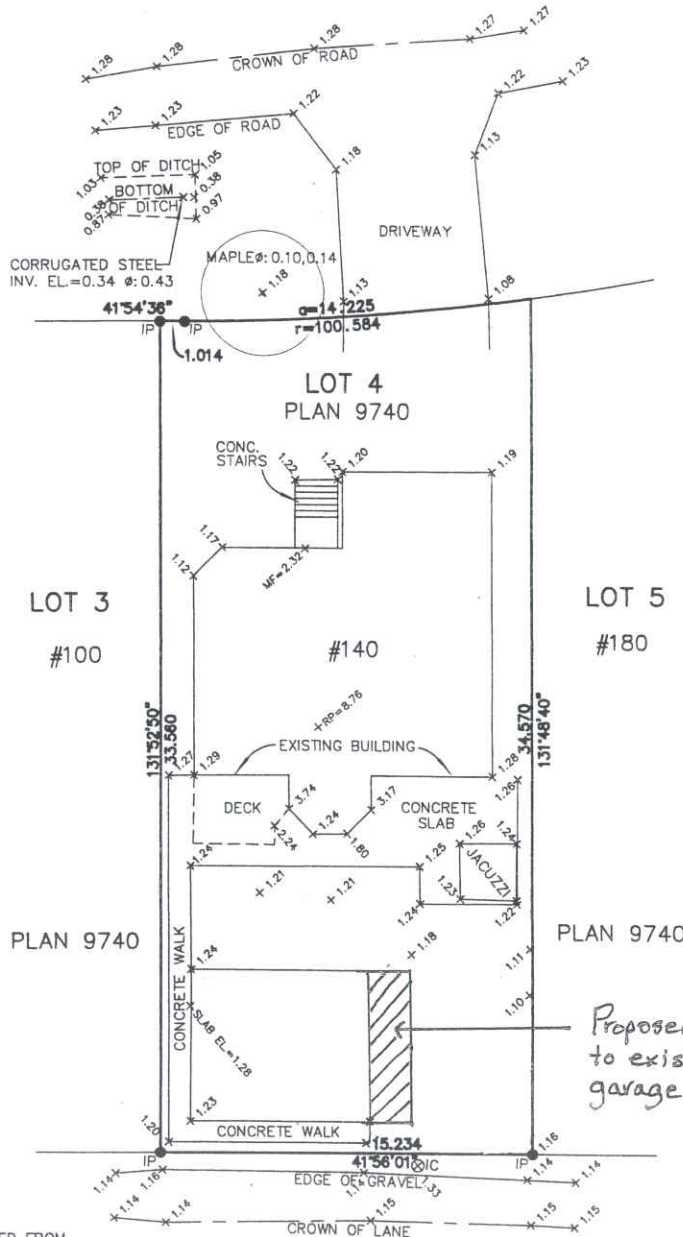 1.28
1.28
1.28
1.27
1.27
CROWN OF ROAD
1.22
1.23
1.23
1.23
1.22
EDGE OF ROAD
1.18
1.13
TOP OF DITCH
1.05
1.03
BOTTOM
0.38
0.38
OF DITCH
0.97
0.87
DRIVEWAY
CORRUGATED STEEL
INV. EL.=0.34 ø:0.43
MAPLEø: 0.10,0.14
1.18
1.13
1.08
41°54'36"
a=14.225
IP
IP
r=100.584
1.014
LOT 4
PLAN 9740
CONC.
STAIRS
1.22
1.22
1.20
1.19
1.17
1.12
MF=2.32
LOT 3
#100
LOT 5
#180
#140
RP=8.76
131°52'50"
33.560
34.570
131°48'40"
EXISTING BUILDING
1.27
1.29
1.28
1.26
DECK
3.74
3.17
CONCRETE
SLAB
2.24
1.24
1.80
1.26
1.24
JACUZZI
1.24
1.25
1.21
1.21
1.24
1.23
1.22
PLAN 9740
PLAN 9740
1.18
1.11
1.24
1.10
CONCRETE WALK
SLAB EL.=1.28
Propose
to exis
garage
1.23
1.20
CONCRETE WALK
15.234
1.16
IP
41°56'01"
IC
IP
1.14
1.16
EDGE OF GRAVEL
1.33
1.14
1.14
1.14
1.14
1.15
1.15
1.15
CROWN OF LANE
ED FROM